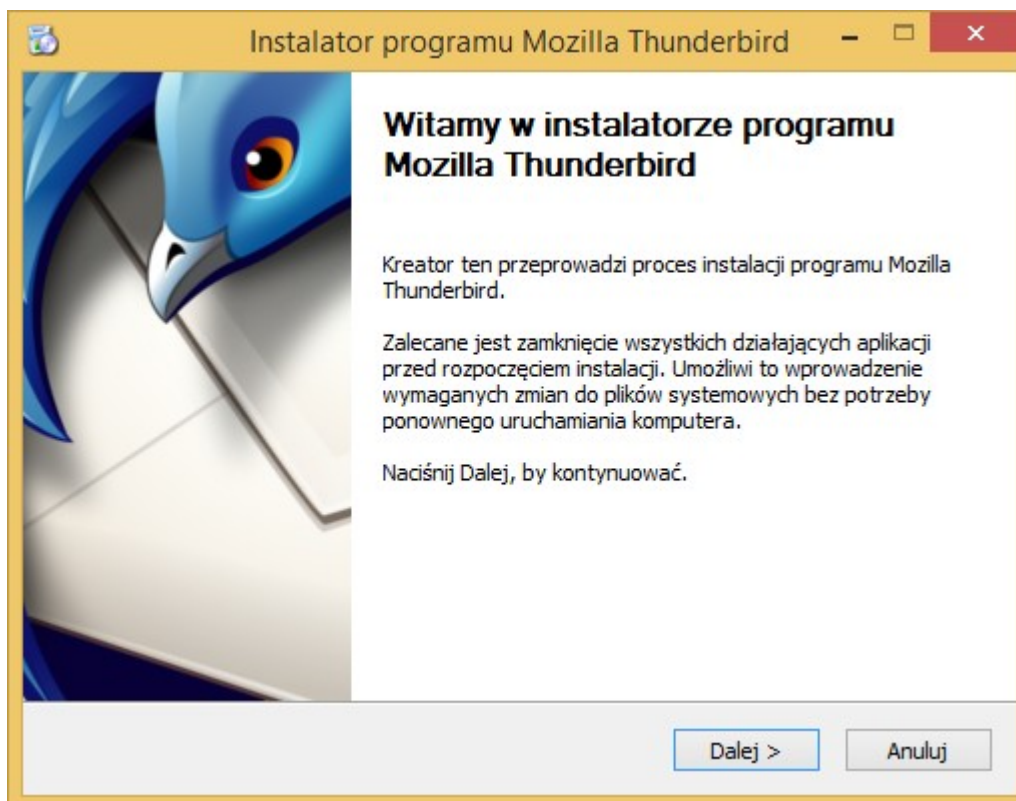 Instalator programu Mozilla Thunderbird
Witamy w instalatorze programu
Mozilla Thunderbird
Kreator ten przeprowadzi proces instalacji programu Mozilla
Thunderbird.
Zalecane jest zamknięcie wszystkich działających aplikacji
przed rozpoczęciem instalacji. Umożliwi to wprowadzenie
wymaganych zmian do plików systemowych bez potrzeby
ponownego uruchamiania komputera.
Naciśnij Dalej, by kontynuować.
Dalej >
Anuluj